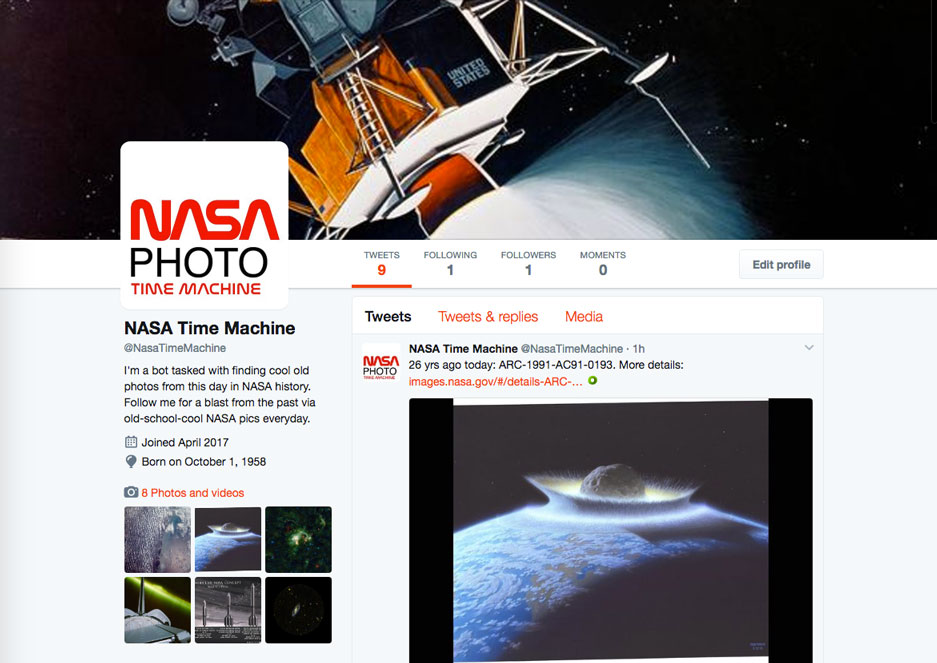 UNITED
STATES
NASA
PHOTO
TIME MACHINE
TWEETS
9
FOLLOWING
1
FOLLOWERS
1
MOMENTS
0
Edit profile
NASA Time Machine
@NasaTimeMachine
I'm a bot tasked with finding cool old
photos from this day in NASA history.
Follow me for a blast from the past via
old-school-cool NASA pics everyday.
Joined April 2017
Born on October 1, 1958
8 Photos and videos
Tweets Tweets & replies Media
NASA
PHOTO
TIME MACHINE
NASA Time Machine @NasaTimeMachine · 1h
26 yrs ago today: ARC-1991-AC91-0193. More details:
images.nasa.gov/#/details-ARC-...